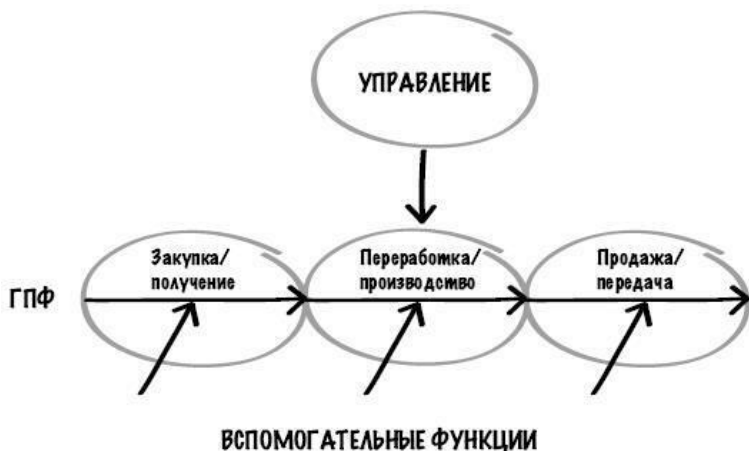 УПРАВЛЕНИЕ
Закупка/
получение
Переработка/
производство
Продажа/
передача
ГПФ
ВСПОМОГАТЕЛЬНЫЕ ФУНКЦИИ